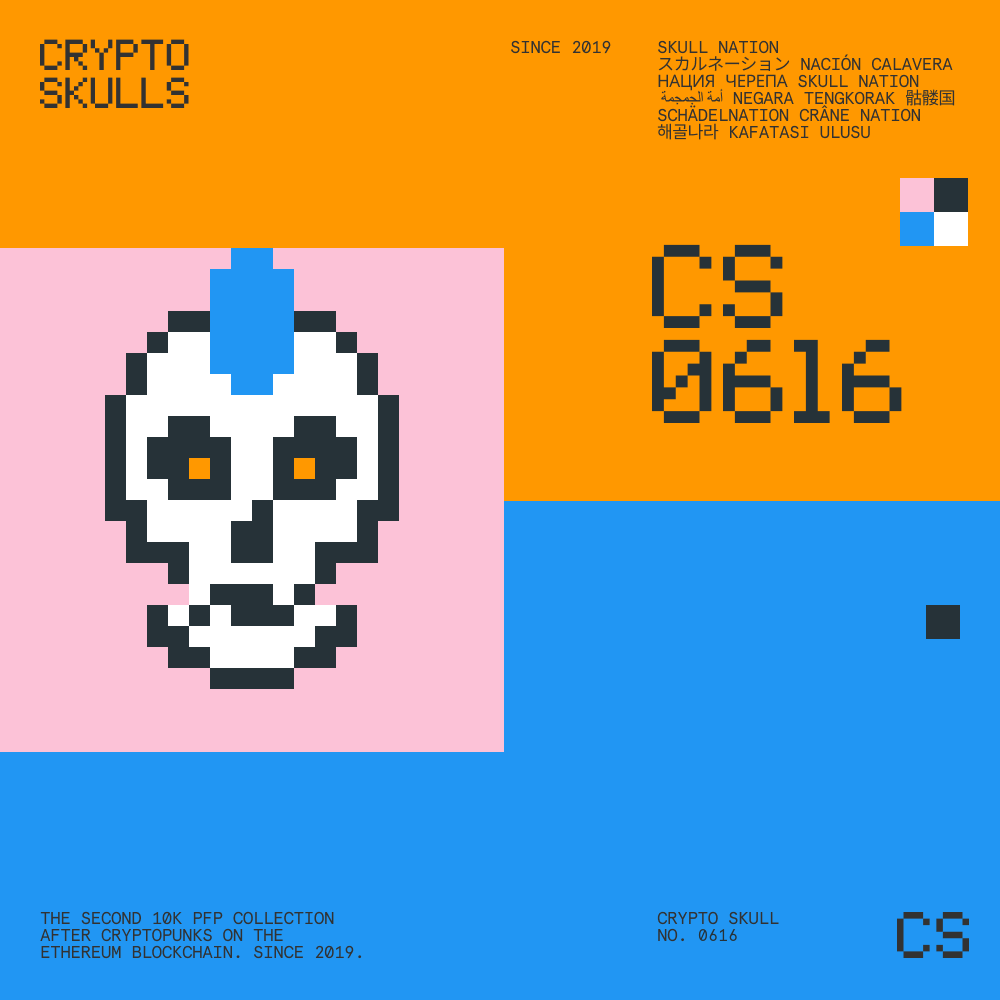 CRYPTO
SKULLS
SINCE 2019
SKULL NATION
スカルネーション NACIÓN CALAVERA
НАЦИЯ ЧЕРЕПА SKULL NATION
أمة الجمجمة NEGARA TENGKORAK 骷髅国
SCHÄDELNATION CRÂNE NATION
해골나라 KAFATASI ULUSU
CS
0616
THE SECOND 10K PFP COLLECTION
AFTER CRYPTOPUNKS ON THE
ETHEREUM BLOCKCHAIN. SINCE 2019.
CRYPTO SKULL
NO. 0616
CS